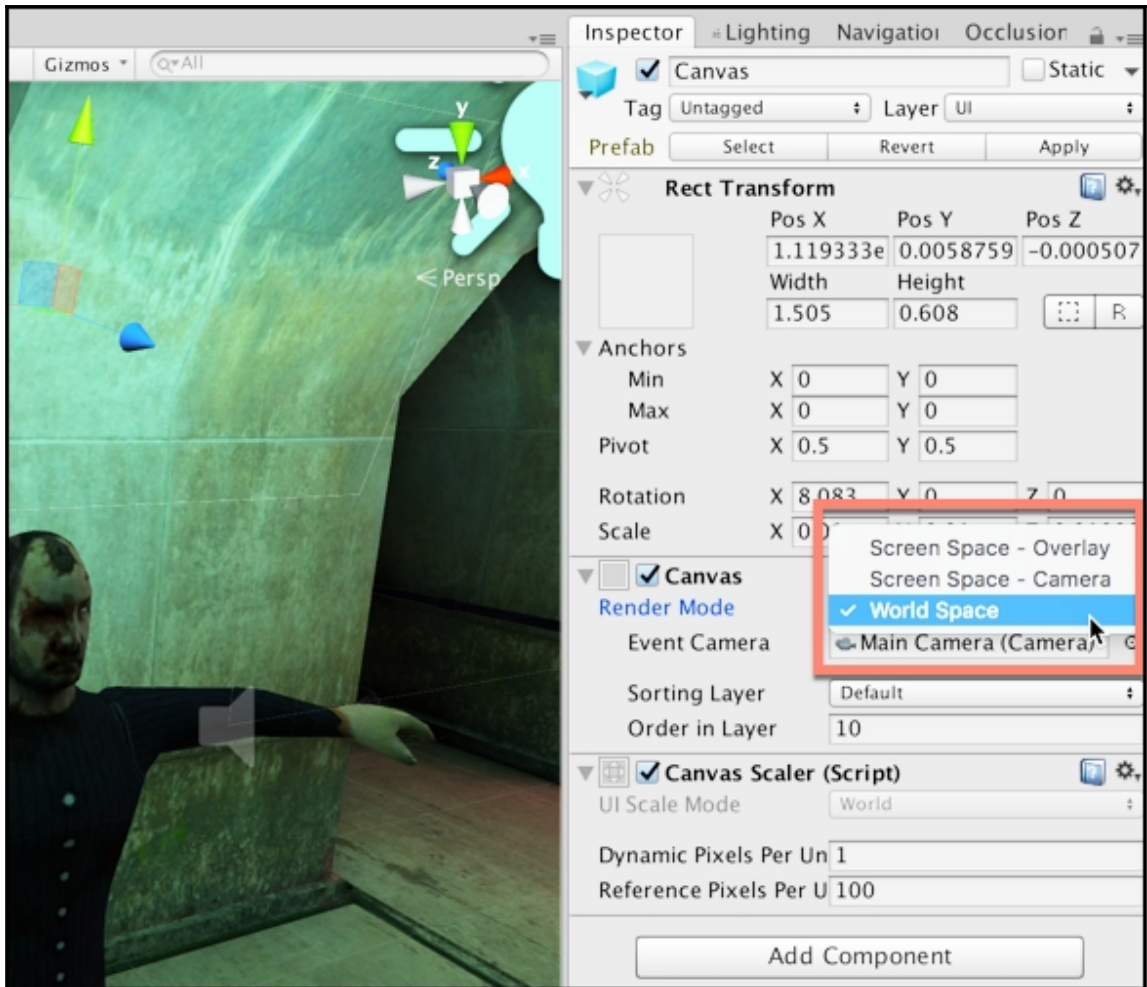 Inspector Lighting Navigatio Occlusion
Gizmos All
Canvas Static
Tag Untagged Layer UI
Prefab Select Revert Apply
y
z x
Persp
Rect Transform
Pos X Pos Y Pos Z
1.119333e 0.0058759 -0.000507
Width Height
1.505 0.608 R
Anchors
Min X 0 Y 0
Max X 0 Y 0
Pivot X 0.5 Y 0.5
Rotation X 8.083 Y 0 Z 0
Scale X
Screen Space - Overlay
Canvas
Screen Space - Camera
Render Mode World Space
Event Camera Main Camera (Camera)
Sorting Layer Default
Order in Layer 10
Canvas Scaler (Script)
UI Scale Mode World
Dynamic Pixels Per Un 1
Reference Pixels Per U 100
Add Component